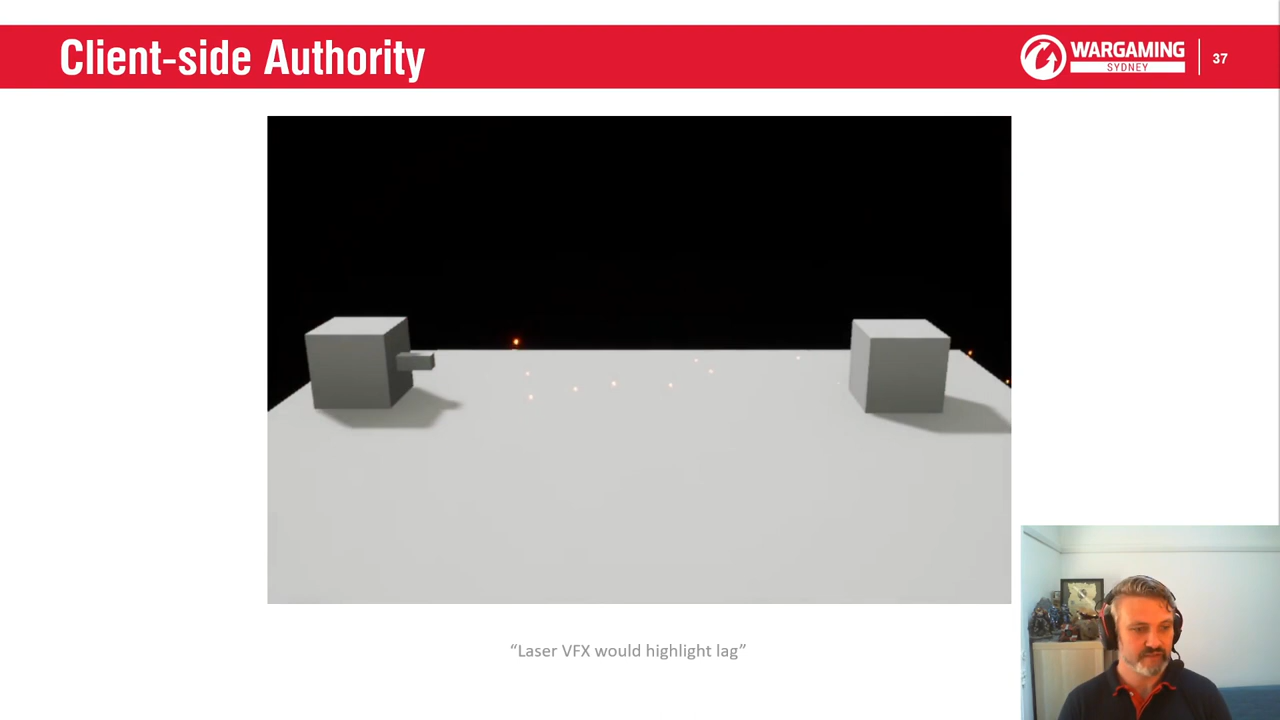 Client-side Authority
WARGAMING
SYDNEY
37
“Laser VFX would highlight lag”